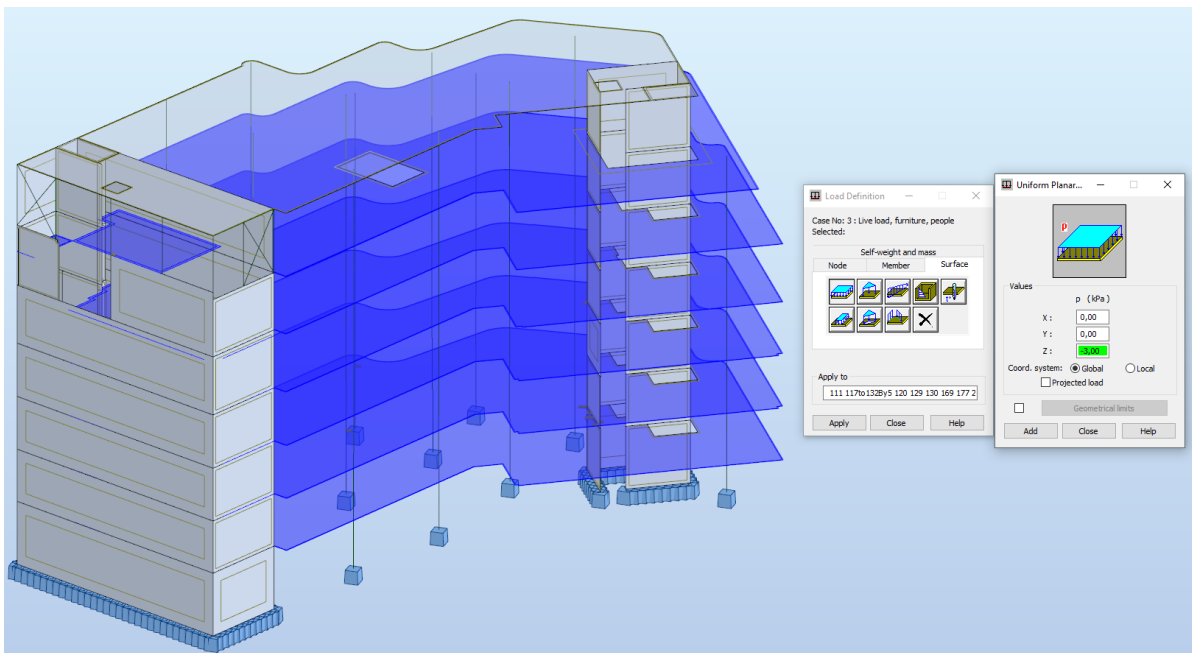 Load Definition
Case No: 3 : Live load, furniture, people
Selected:
Self-weight and mass
Node Member Surface
Apply to
111 117to132By5 120 129 130 169 177 2
Apply Close Help
Uniform Planar...
p
Values
p (kPa)
X : 0,00
Y : 0,00
Z : -3,00
Coord. system: Global Local
Projected load
Geometrical limits
Add Close Help